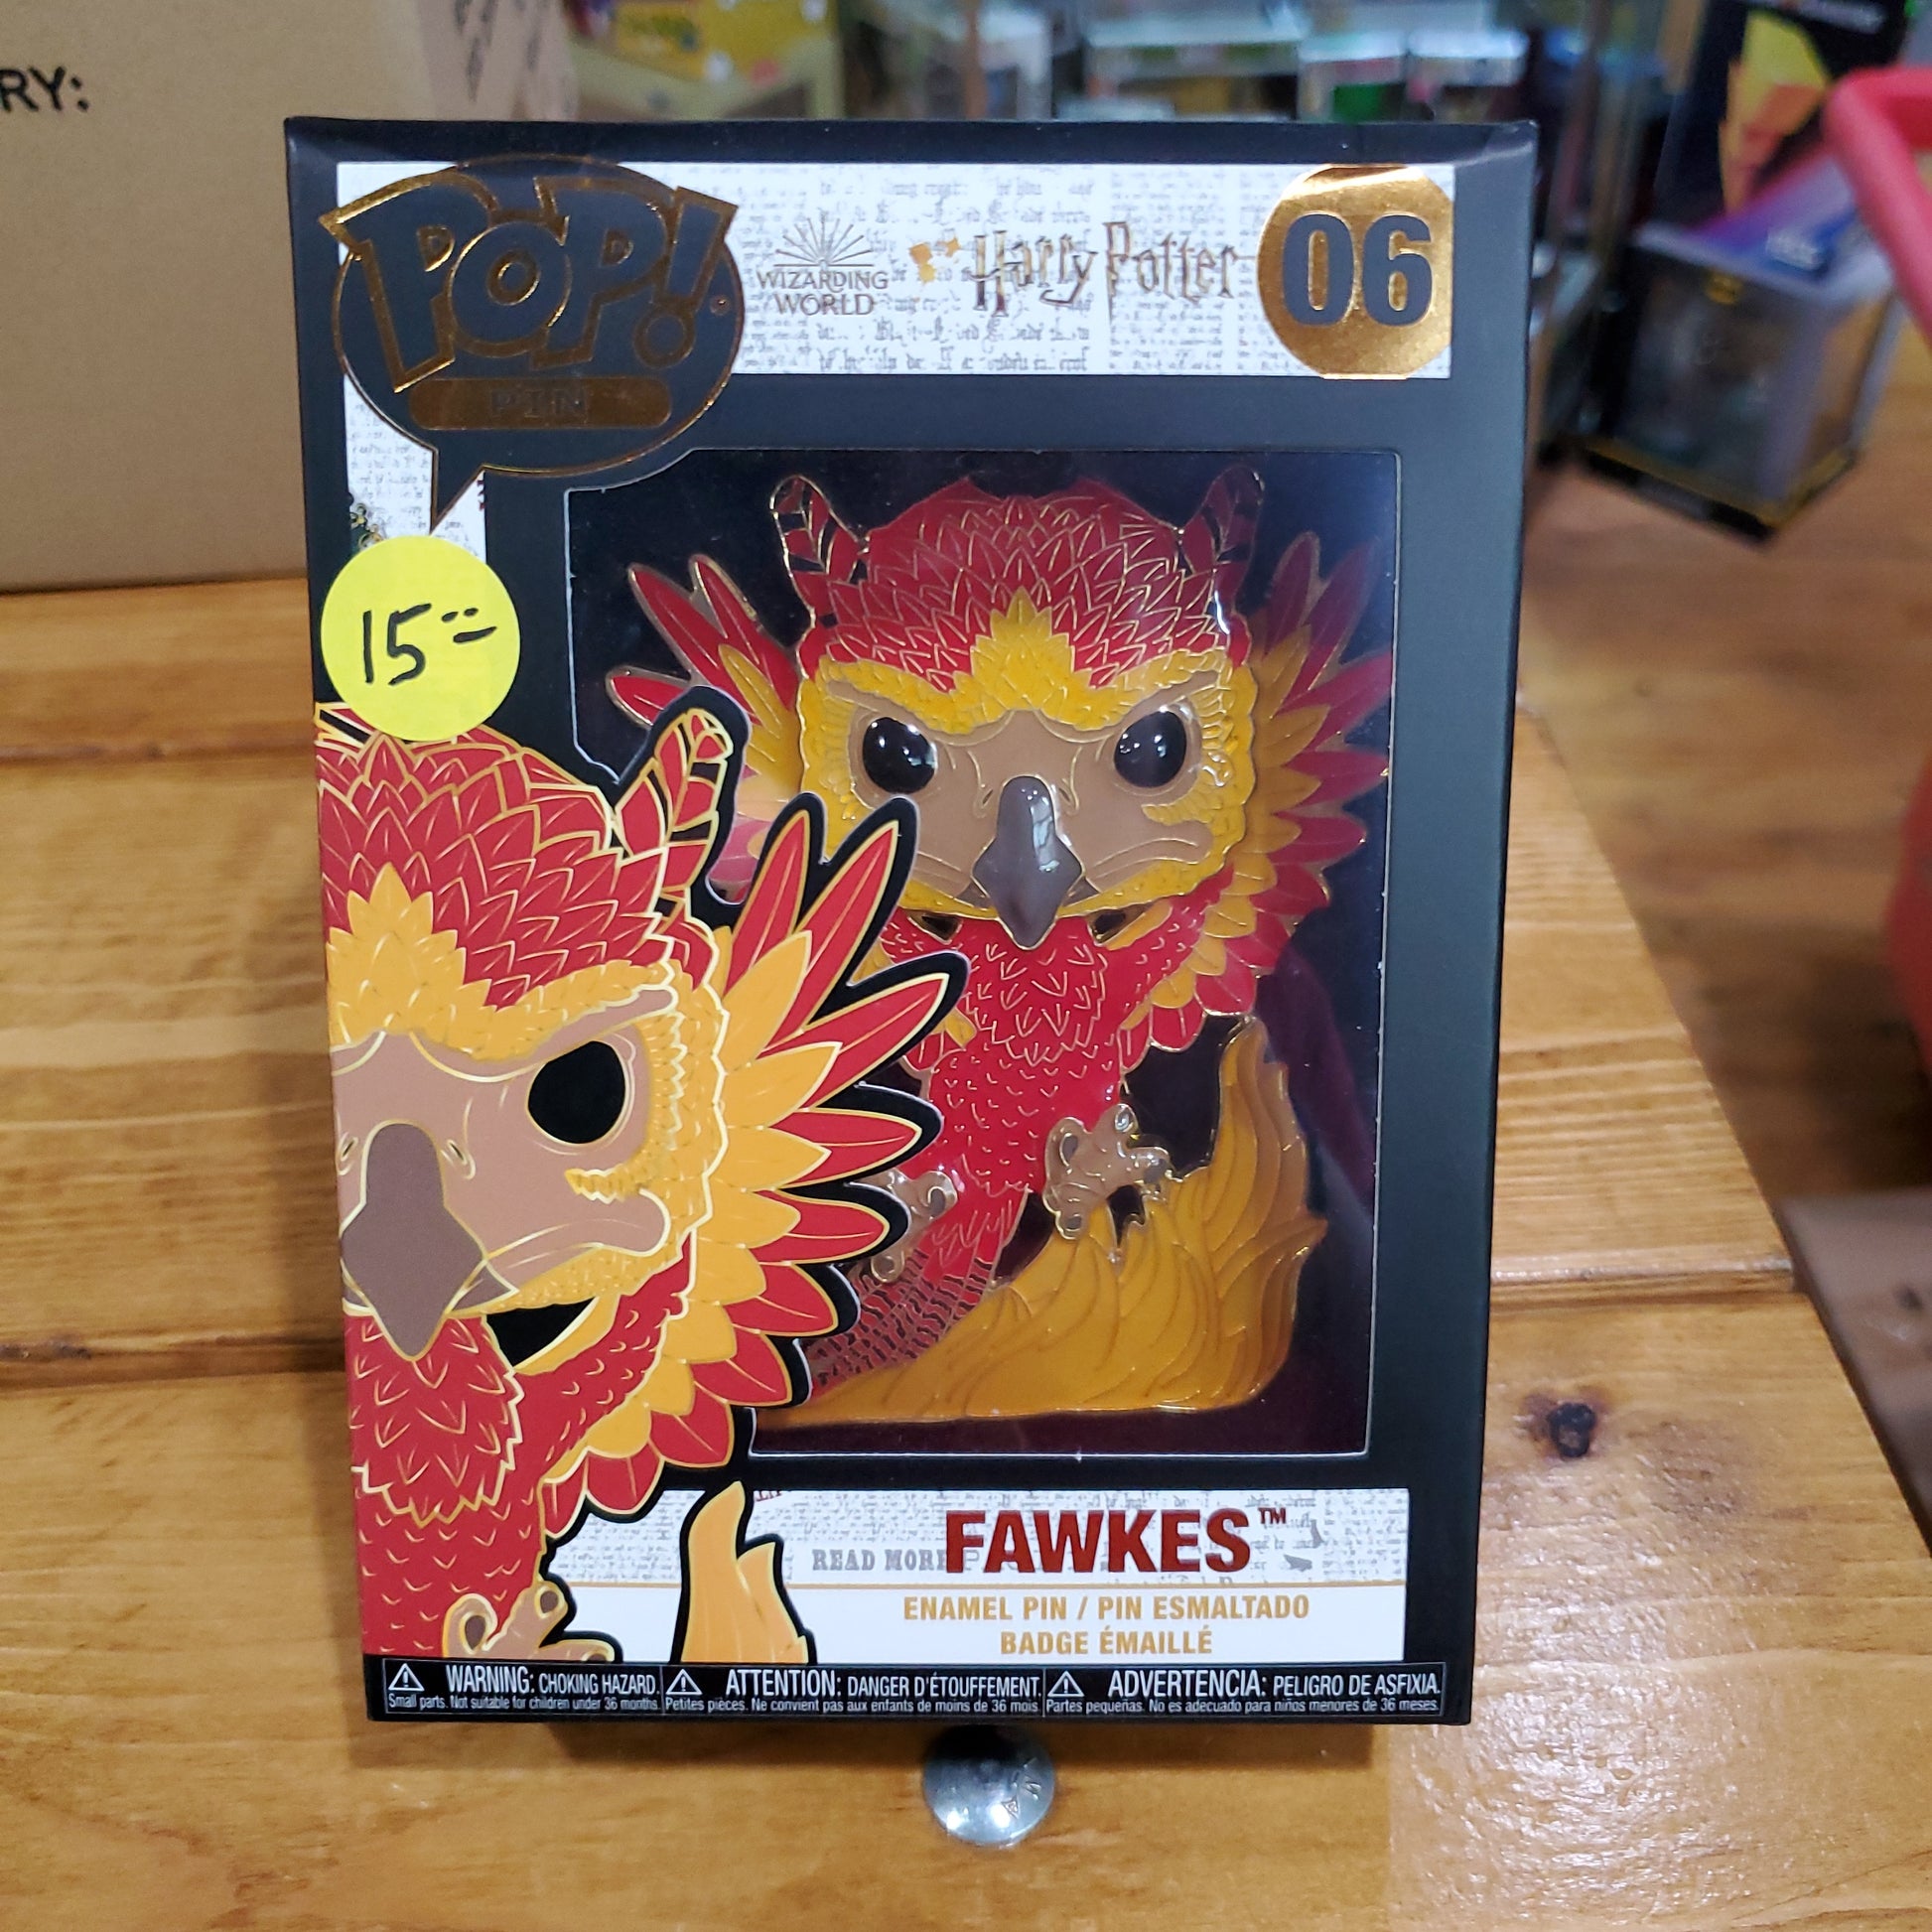 RY:
POP!
PIN
WIZARDING
WORLD
Harry Potter
06
15=
FAWKES™
READ MORE
ENAMEL PIN / PIN ESMALTADO
BADGE ÉMAILLÉ
WARNING: CHOKING HAZARD.
Small parts. Not suitable for children under 36 months.
ATTENTION: DANGER D'ÉTOUFFEMENT.
Petites pièces. Ne convient pas aux enfants de moins de 36 mois.
ADVERTENCIA: PELIGRO DE ASFIXIA.
Partes pequeñas. No es adecuado para niños menores de 36 meses.